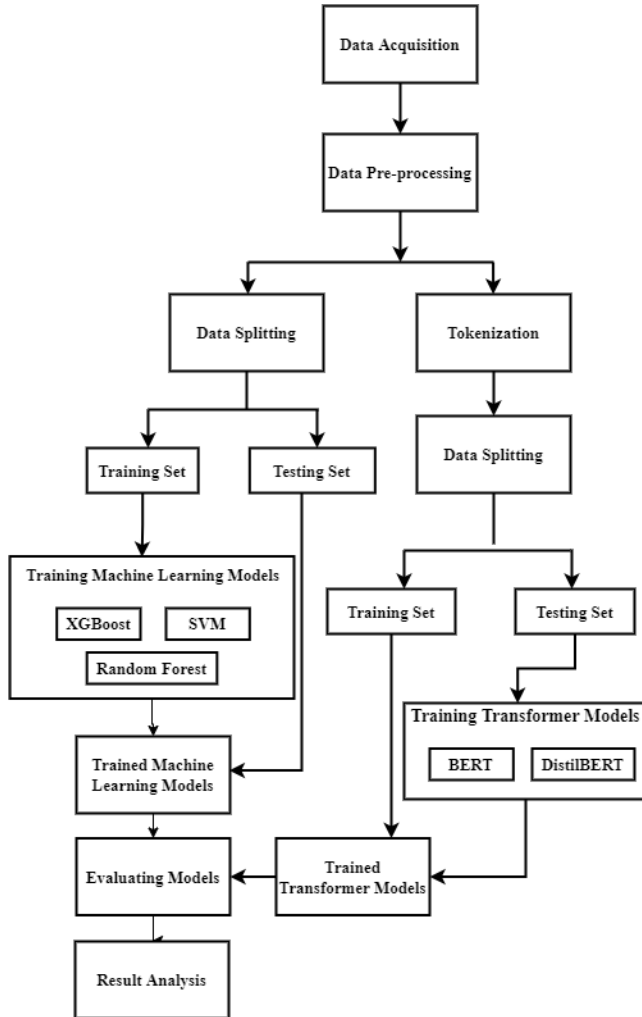 Data Acquisition
Data Pre-processing
Data Splitting
Tokenization
Training Set
Testing Set
Data Splitting
Training Machine Learning Models
XGBoost
SVM
Random Forest
Training Set
Testing Set
Training Transformer Models
BERT
DistilBERT
Trained Machine
Learning Models
Evaluating Models
Trained
Transformer Models
Result Analysis